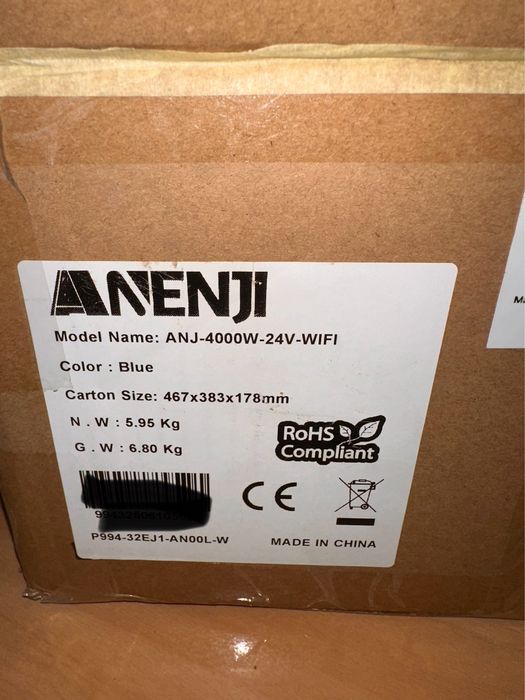 ANENJI
Model Name: ANJ-4000W-24V-WIFI
Color : Blue
Carton Size: 467x383x178mm
N . W : 5.95 Kg
G . W : 6.80 Kg
RoHS
Compliant
CE
P994-32EJ1-AN00L-W
MADE IN CHINA